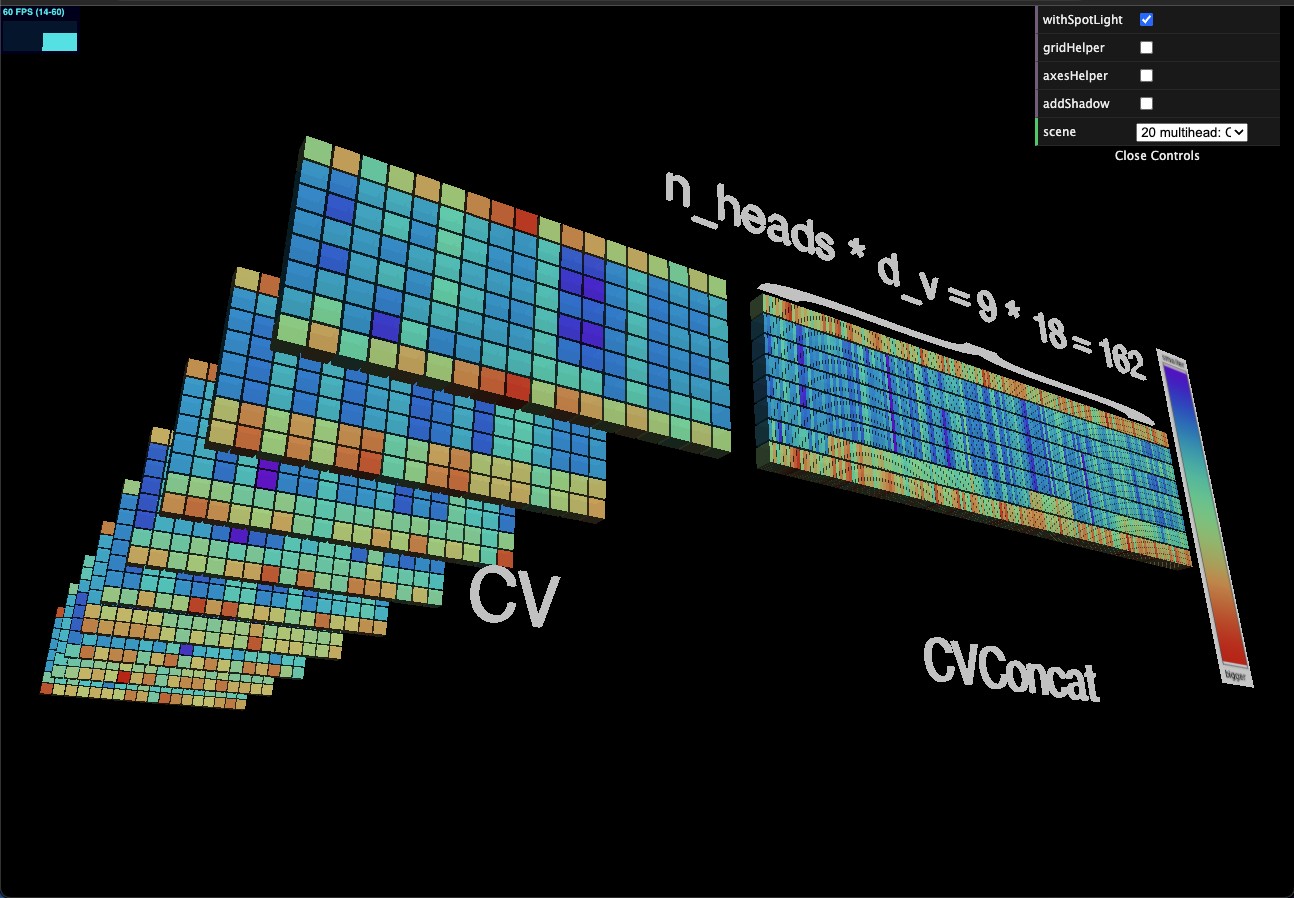 60 FPS (14-60)
withSpotLight
gridHelper
axesHelper
addShadow
scene
20 multihead: C
Close Controls
n_heads * d_v = 9 * 18 = 162
CV
CVConcat
bigger